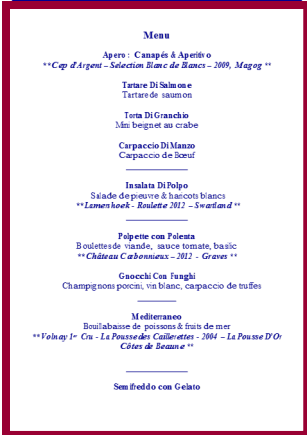 Menu
Apero : Canapés & Aperitivo
**Cep d'Argent – Selection Blanc de Blancs – 2009, Magog **
Tartare Di Salmone
Tartare de saumon
Torta Di Granchio
Mini beignet au crabe
Carpaccio Di Manzo
Carpaccio de Bœuf
Insalata Di Polpo
Salade de pieuvre & haricots blancs
**Lamenhoek - Roulette 2012 – Swartland **
Polpette con Polenta
Boulettes de viande, sauce tomate, basilic
**Château Carbonnieux – 2012 - Graves **
Gnocchi Con Funghi
Champignons porcini, vin blanc, carpaccio de truffes
Mediterraneo
Bouillabaisse de poissons & fruits de mer
**Volnay 1er Cru - La Pousse des Caillerettes - 2004 – La Pousse D'Or
Côtes de Beaune **
Semifreddo con Gelato